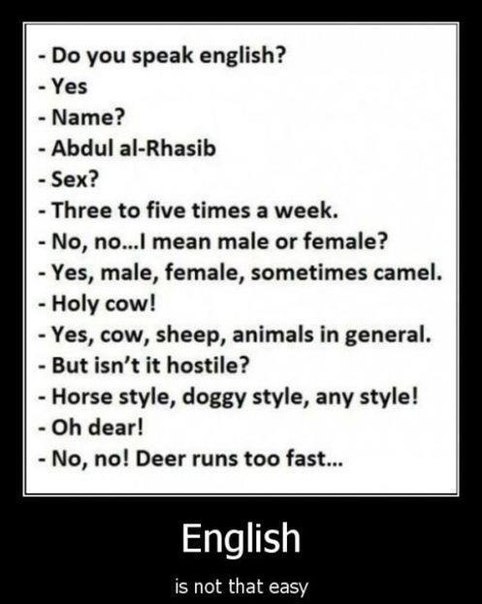 - Do you speak english?
- Yes
- Name?
- Abdul al-Rhasib
- Sex?
- Three to five times a week.
- No, no...I mean male or female?
- Yes, male, female, sometimes camel.
- Holy cow!
- Yes, cow, sheep, animals in general.
- But isn't it hostile?
- Horse style, doggy style, any style!
- Oh dear!
- No, no! Deer runs too fast...
English
is not that easy